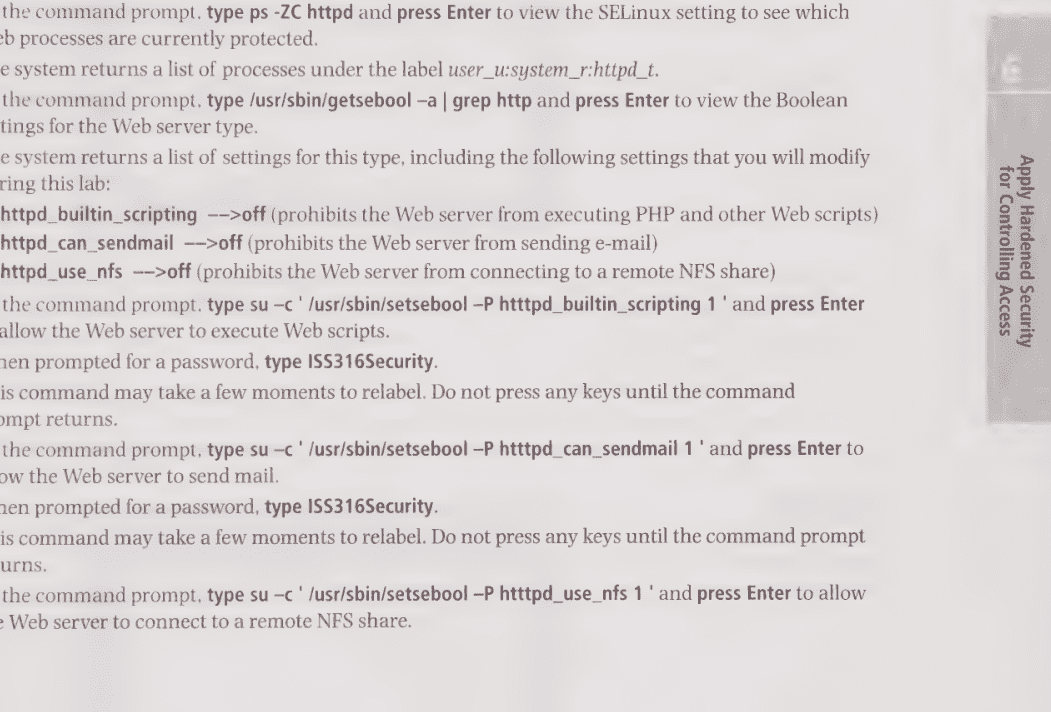 the command prompt, type ps -ZC httpd and press Enter to view the SELinux setting to see which
eb processes are currently protected.
e system returns a list of processes under the label user_u:system_r:httpd_t.
the command prompt, type /usr/sbin/getsebool –a | grep http and press Enter to view the Boolean
tings for the Web server type.
e system returns a list of settings for this type, including the following settings that you will modify
ring this lab:
httpd_builtin_scripting —–>off (prohibits the Web server from executing PHP and other Web scripts)
httpd_can_sendmail —–>off (prohibits the Web server from sending e-mail)
httpd_use_nfs —–>off (prohibits the Web server from connecting to a remote NFS share)
the command prompt, type su –c ' /usr/sbin/setsebool –P htttpd_builtin_scripting 1 ' and press Enter
allow the Web server to execute Web scripts.
hen prompted for a password, type ISS316Security.
is command may take a few moments to relabel. Do not press any keys until the command
ompt returns.
the command prompt, type su –c ' /usr/sbin/setsebool –P htttpd_can_sendmail 1 ' and press Enter to
ow the Web server to send mail.
hen prompted for a password, type ISS316Security.
is command may take a few moments to relabel. Do not press any keys until the command prompt
urns.
the command prompt, type su –c ' /usr/sbin/setsebool –P htttpd_use_nfs 1 ' and press Enter to allow
e Web server to connect to a remote NFS share.
6
Apply Hardened Security
for Controlling Access